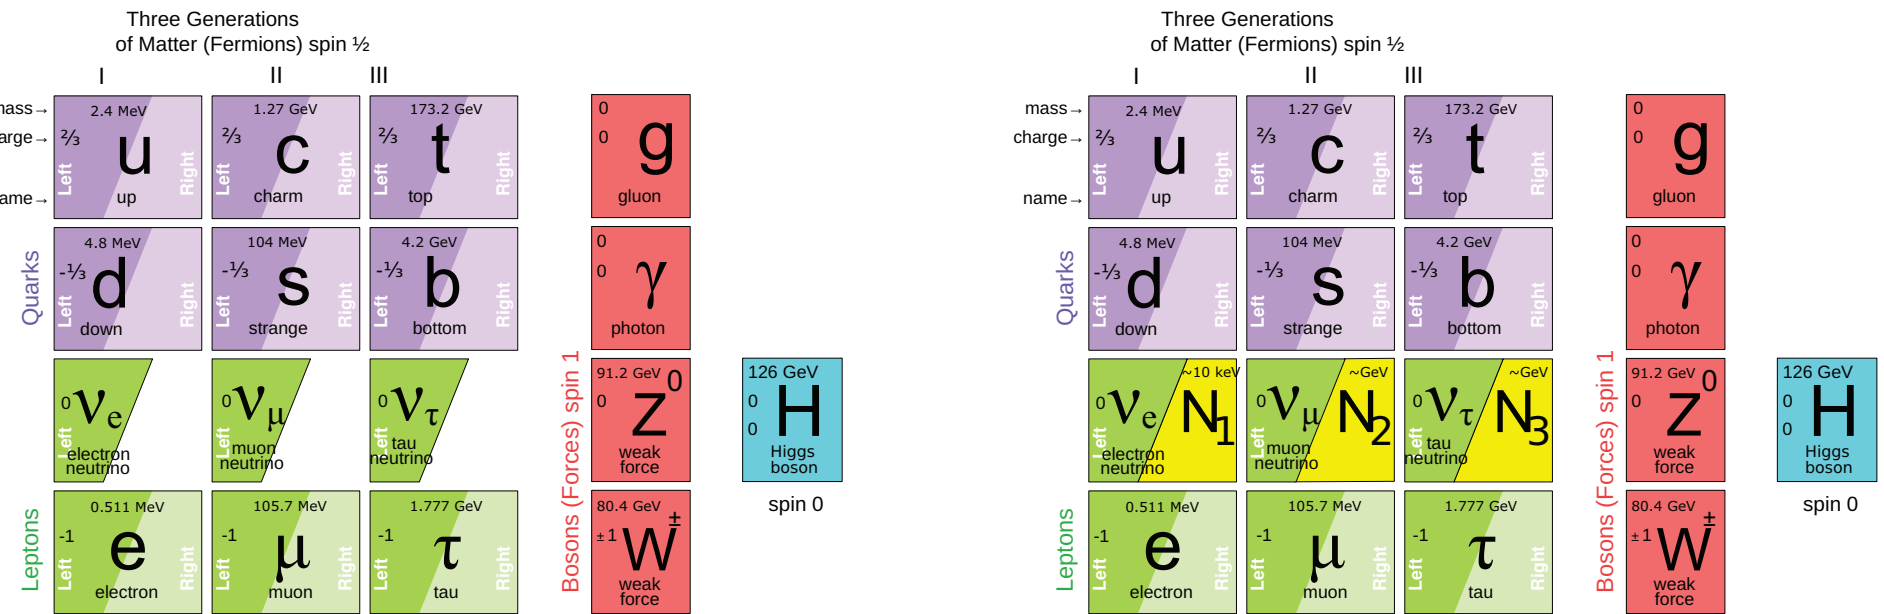 Three Generations
of Matter (Fermions) spin ½
I II III
mass→
charge→
name→
2.4 MeV
⅔
u
Left
Right
up
1.27 GeV
⅔
c
Left
Right
charm
173.2 GeV
⅔
t
Left
Right
top
0
0
g
gluon
Quarks
4.8 MeV
-⅓
d
Left
Right
down
104 MeV
-⅓
s
Left
Right
strange
4.2 GeV
-⅓
b
Left
Right
bottom
0
0
γ
photon
0
νe
Left
electron
neutrino
0
νμ
Left
muon
neutrino
0
ντ
Left
tau
neutrino
Bosons (Forces) spin 1
91.2 GeV
0
Z0
weak
force
126 GeV
0
0
H
Higgs
boson
spin 0
Leptons
0.511 MeV
-1
e
Left
Right
electron
105.7 MeV
-1
μ
Left
Right
muon
1.777 GeV
-1
τ
Left
Right
tau
80.4 GeV
±1
W±
weak
force
Three Generations
of Matter (Fermions) spin ½
I II III
mass→
charge→
name→
2.4 MeV
⅔
u
Left
Right
up
1.27 GeV
⅔
c
Left
Right
charm
173.2 GeV
⅔
t
Left
Right
top
0
0
g
gluon
Quarks
4.8 MeV
-⅓
d
Left
Right
down
104 MeV
-⅓
s
Left
Right
strange
4.2 GeV
-⅓
b
Left
Right
bottom
0
0
γ
photon
0
νe
Left
electron
neutrino
~10 keV
N1
0
νμ
Left
muon
neutrino
~GeV
N2
0
ντ
Left
tau
neutrino
~GeV
N3
Bosons (Forces) spin 1
91.2 GeV
0
Z0
weak
force
126 GeV
0
0
H
Higgs
boson
spin 0
Leptons
0.511 MeV
-1
e
Left
Right
electron
105.7 MeV
-1
μ
Left
Right
muon
1.777 GeV
-1
τ
Left
Right
tau
80.4 GeV
±1
W±
weak
force